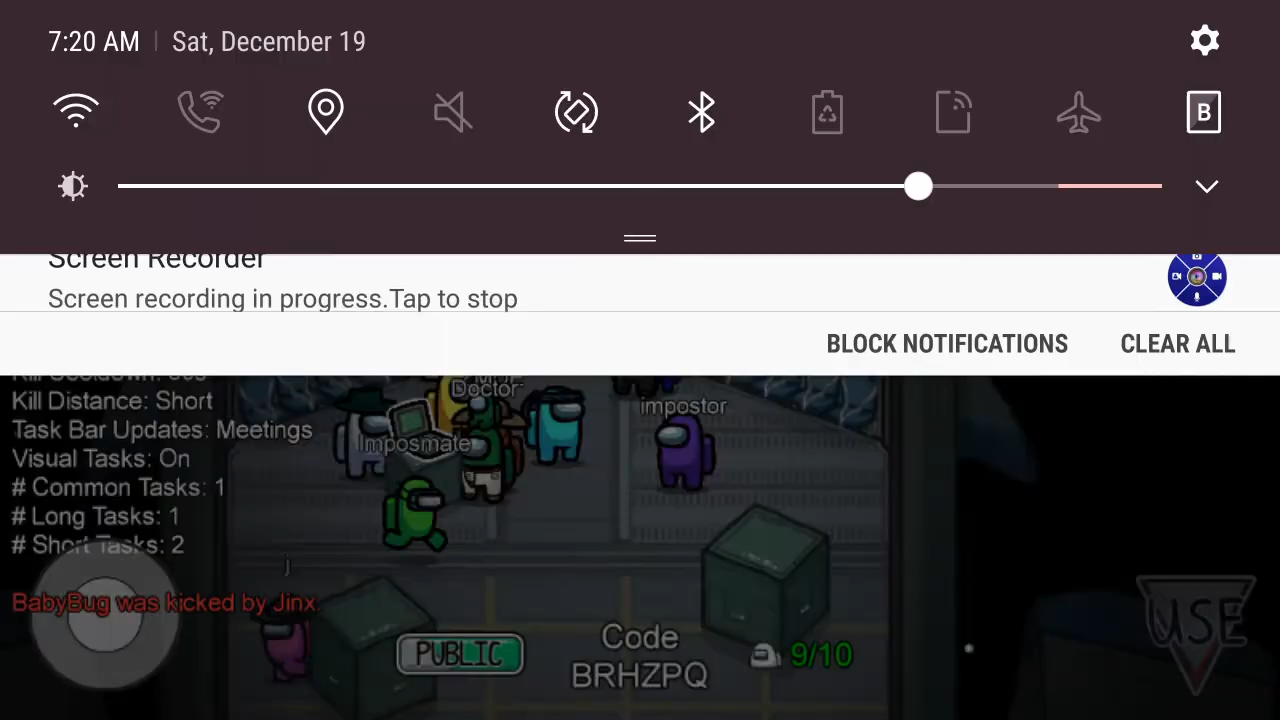 7:20 AM | Sat, December 19
B
Screen Recorder
Screen recording in progress.Tap to stop
BLOCK NOTIFICATIONS CLEAR ALL
Kill Cooldown:
Kill Distance: Short
Task Bar Updates: Meetings
Visual Tasks: On
# Common Tasks: 1
# Long Tasks: 1
# Short Tasks: 2
Doctor
impostor
Imposmate
j
BabyBug was kicked by Jinx.
PUBLIC
Code
BRHZPQ
9/10
USE